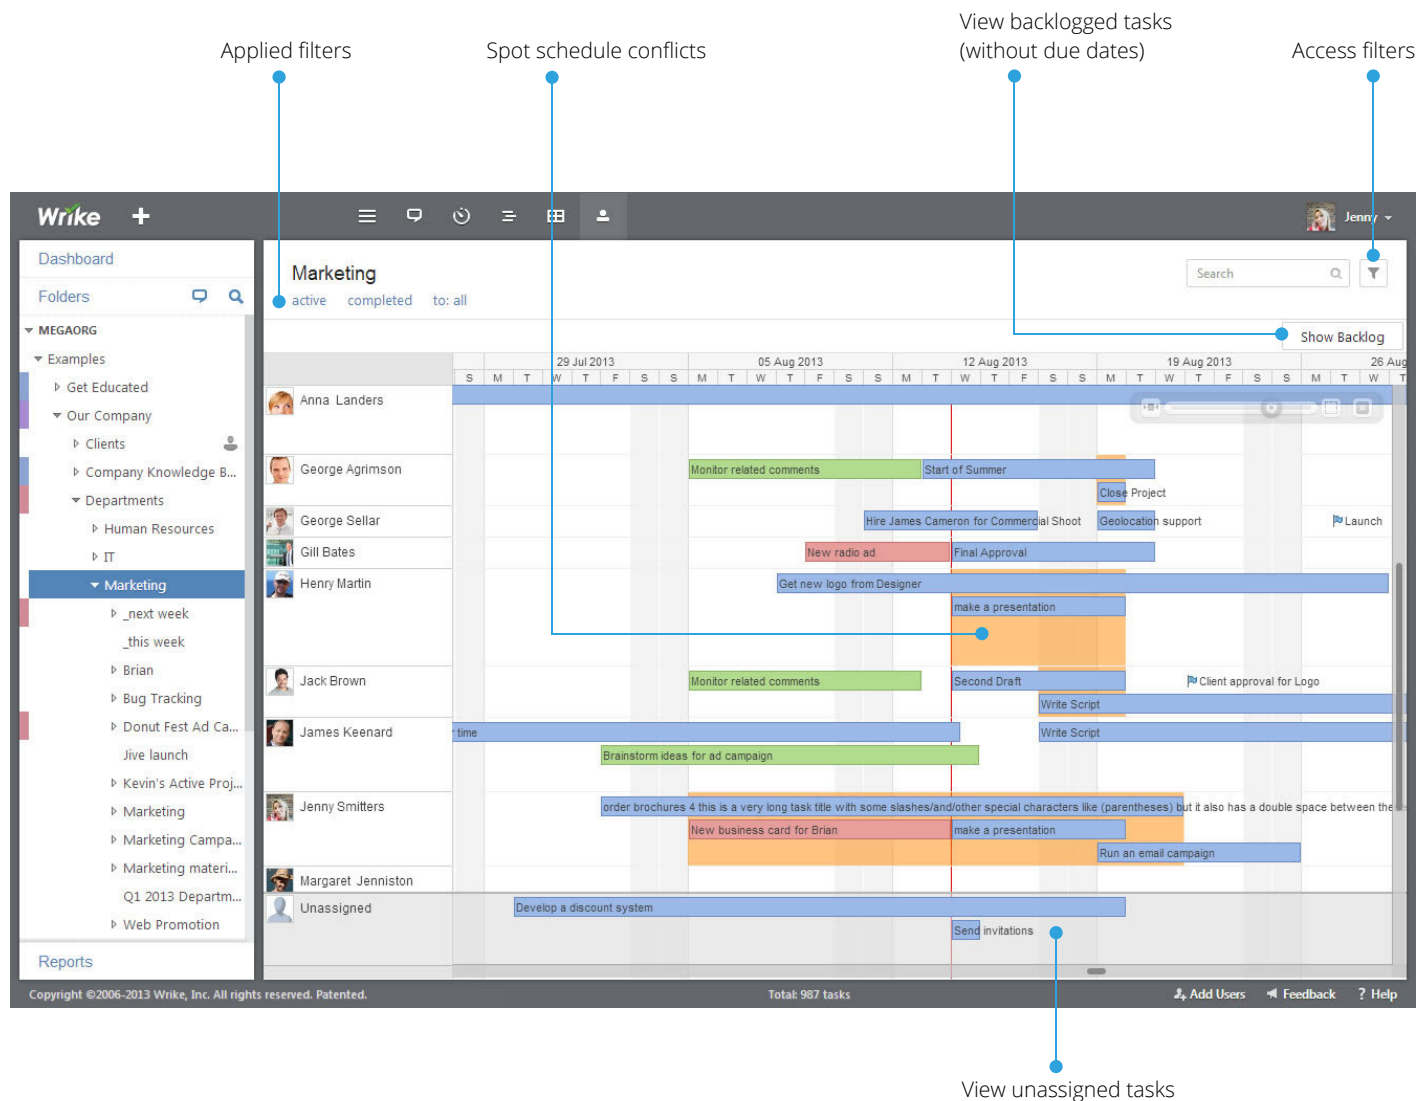 View backlogged tasks
Applied filters Spot schedule conflicts (without due dates) Access filters
Wrike + Jenny
Dashboard
Folders
MEGAORG
Examples
Get Educated
Our Company
Clients
Company Knowledge B...
Departments
Human Resources
IT
Marketing
_next week
_this week
Brian
Bug Tracking
Donut Fest Ad Ca...
Jive launch
Kevin's Active Proj...
Marketing
Marketing Campa...
Marketing materi...
Q1 2013 Departm...
Web Promotion
Reports
Marketing
active completed to: all
Search
Show Backlog
29 Jul 2013 05 Aug 2013 12 Aug 2013 19 Aug 2013 26 Aug
S M T W T F S S M T W T F S S M T W T F S S M T W T F S S M T W T
Anna Landers
George Agrimson Monitor related comments Start of Summer
Close Project
George Sellar Hire James Cameron for Commercial Shoot Geolocation support Launch
Gill Bates New radio ad Final Approval
Henry Martin Get new logo from Designer
make a presentation
Jack Brown Monitor related comments Second Draft Client approval for Logo
Write Script
James Keenard time Write Script
Brainstorm ideas for ad campaign
Jenny Smitters order brochures 4 this is a very long task title with some slashes/and/other special characters like (parentheses) but it also has a double space between the
New business card for Brian make a presentation
Run an email campaign
Margaret Jenniston
Unassigned Develop a discount system
Send invitations
Copyright ©2006-2013 Wrike, Inc. All rights reserved. Patented. Total: 987 tasks Add Users Feedback ? Help
View unassigned tasks